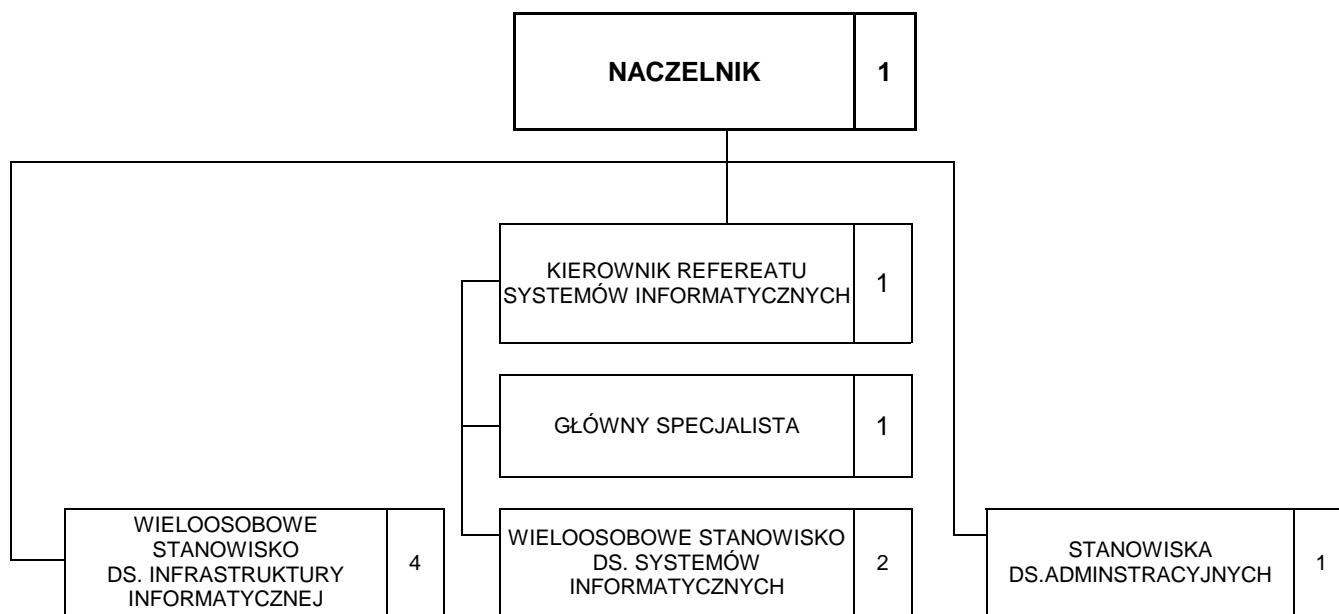 NACZELNIK
1
KIEROWNIK REFEREATU
SYSTEMÓW INFORMATYCZNYCH
1
GŁÓWNY SPECJALISTA
1
WIELOOSOBOWE
STANOWISKO
DS. INFRASTRUKTURY
INFORMATYCZNEJ
4
WIELOOSOBOWE STANOWISKO
DS. SYSTEMÓW
INFORMATYCZNYCH
2
STANOWISKA
DS.ADMINSTRACYJNYCH
1